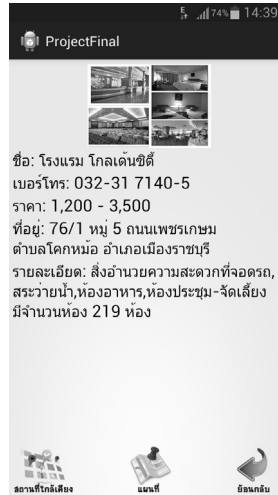 E 74% 14:39
ProjectFinal
ชื่อ: โรงแรม โกลเด้นซิตี้
เบอร์โทร: 032-31 7140-5
ราคา: 1,200 - 3,500
ที่อยู่: 76/1 หมู่ 5 ถนนเพชรเกษม
ตำบลโคกหม้อ อำเภอเมืองราชบุรี
รายละเอียด: สิ่งอำนวยความสะดวกที่จอดรถ,
สระว่ายน้ำ,ห้องอาหาร,ห้องประชุม-จัดเลี้ยง
มีจำนวนห้อง 219 ห้อง
สถานที่ใกล้เคียง แผนที่ ย้อนกลับ